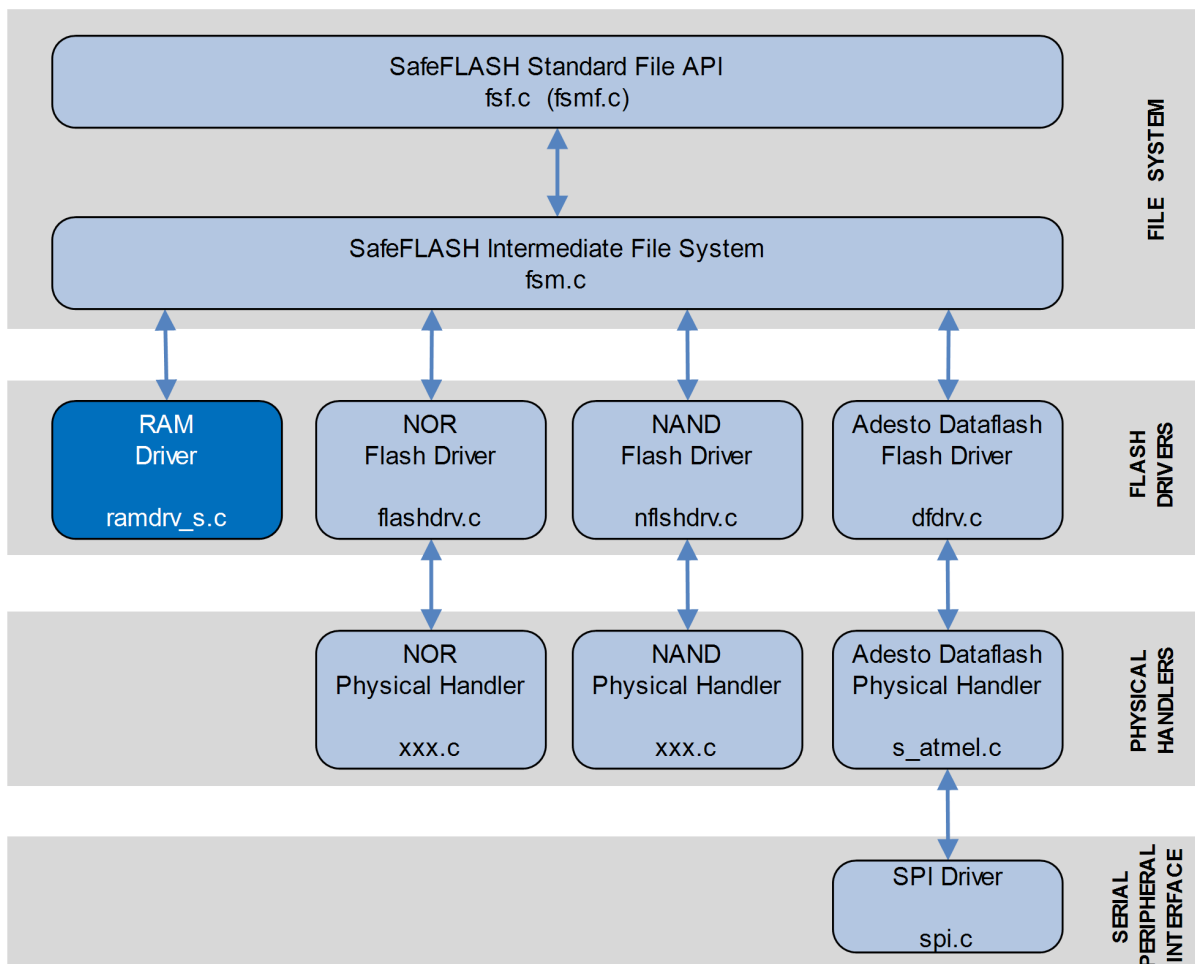 SafeFLASH Standard File API
fsf.c (fsmf.c)
FILE SYSTEM
SafeFLASH Intermediate File System
fsm.c
RAM
Driver
ramdrv_s.c
NOR
Flash Driver
flashdrv.c
NAND
Flash Driver
nflshdrv.c
Adesto Dataflash
Flash Driver
dfdrv.c
FLASH
DRIVERS
NOR
Physical Handler
xxx.c
NAND
Physical Handler
xxx.c
Adesto Dataflash
Physical Handler
s_atmel.c
PHYSICAL
HANDLERS
SPI Driver
spi.c
SERIAL
PERIPHERAL
INTERFACE